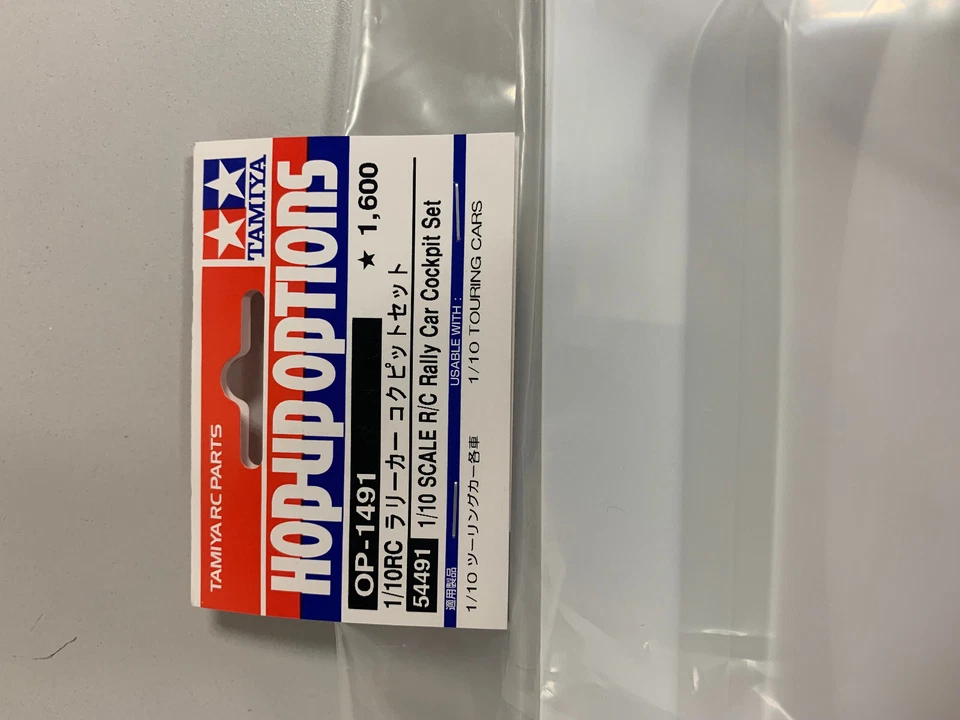 TAMIYA RC PARTS
TAMIYA
HOP-UP OPTIONS
OP-1491 ★ 1,600
1/10RC ラリーカー コクピットセット
54491 1/10 SCALE R/C Rally Car Cockpit Set
適用製品 USABLE WITH :
1/10 ツーリングカー各車 1/10 TOURING CARS